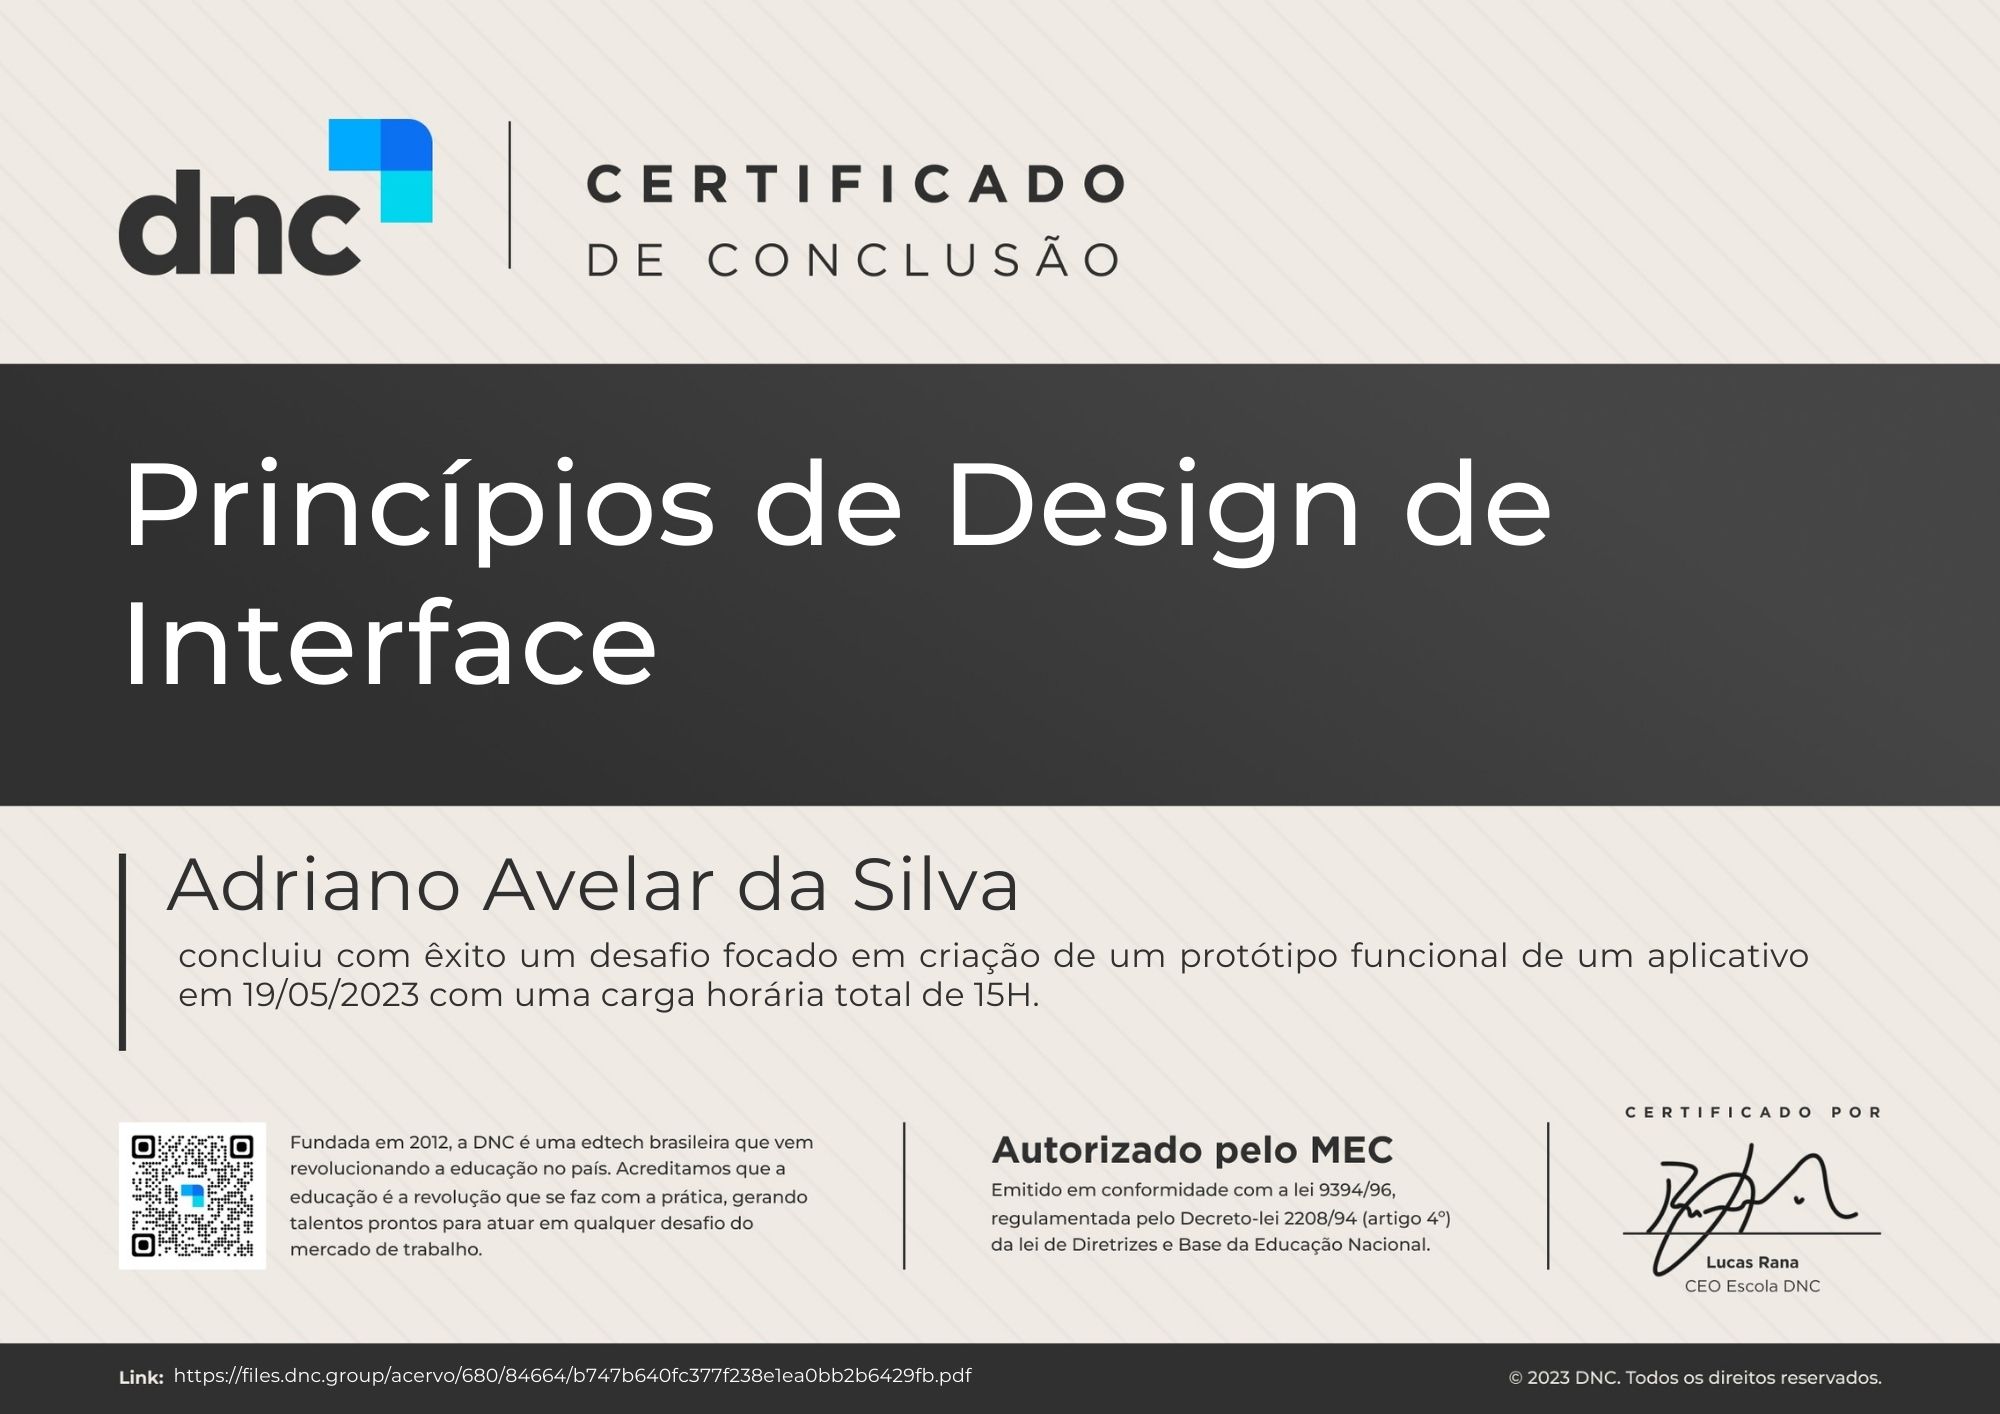 dnc
CERTIFICADO
DE CONCLUSÃO
Princípios de Design de
Interface
Adriano Avelar da Silva
concluiu com êxito um desafio focado em criação de um protótipo funcional de um aplicativo
em 19/05/2023 com uma carga horária total de 15H.
Fundada em 2012, a DNC é uma edtech brasileira que vem
revolucionando a educação no país. Acreditamos que a
educação é a revolução que se faz com a prática, gerando
talentos prontos para atuar em qualquer desafio do
mercado de trabalho.
Autorizado pelo MEC
Emitido em conformidade com a lei 9394/96,
regulamentada pelo Decreto-lei 2208/94 (artigo 4º)
da lei de Diretrizes e Base da Educação Nacional.
CERTIFICADO POR
Lucas Rana
CEO Escola DNC
Link: https://files.dnc.group/acervo/680/84664/b747b640fc377f238e1ea0bb2b6429fb.pdf
© 2023 DNC. Todos os direitos reservados.